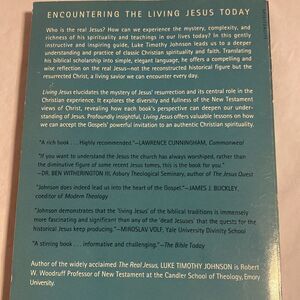 ENCOUNTERING THE LIVING JESUS TODAY
Who is the real Jesus? How can we experience the mystery, complexity, and
richness of his spirituality and teachings in our lives today? In this gently
instructive and inspiring guide, Luke Timothy Johnson leads us to a deeper
understanding and practice of classic Christian spirituality and faith. Translating
his biblical scholarship into simple, elegant language, he offers a compelling and
wise reflection on the real Jesus—not the reconstructed historical figure but the
resurrected Christ, a living savior we can encounter every day.
Living Jesus elucidates the mystery of Jesus's resurrection and its central role in the
Christian experience. It explores the diversity and fullness of the New Testament
views of Christ, revealing how each book's perspective can deepen our under-
standing of Jesus. Profoundly insightful, Living Jesus offers valuable lessons on how
we can accept the Gospels' powerful invitation to an authentic Christian spirituality.
"A rich book . . . Highly recommended."—LAWRENCE CUNNINGHAM, Commonweal
"If you want to understand the Jesus the church has always worshiped, rather than
the diminutive figure of some recent Jesus tomes, this is the book for you."
—DR. BEN WITHERINGTON III, Asbury Theological Seminary, author of The Jesus Quest
"Johnson does indeed lead us into the heart of the Gospel."—JAMES J. BUCKLEY,
coeditor of Modern Theology
"Johnson demonstrates that the 'living Jesus' of the biblical traditions is immensely
more fascinating and significant than any of the 'dead Jesuses' that the quests for the
historical Jesus keep producing."—MIROSLAV VOLF, Yale University Divinity School
"A stirring book . . . informative and challenging."—The Bible Today
Author of the widely acclaimed The Real Jesus, LUKE TIMOTHY JOHNSON is Robert
W. Woodruff Professor of New Testament at the Candler School of Theology, Emory
University.